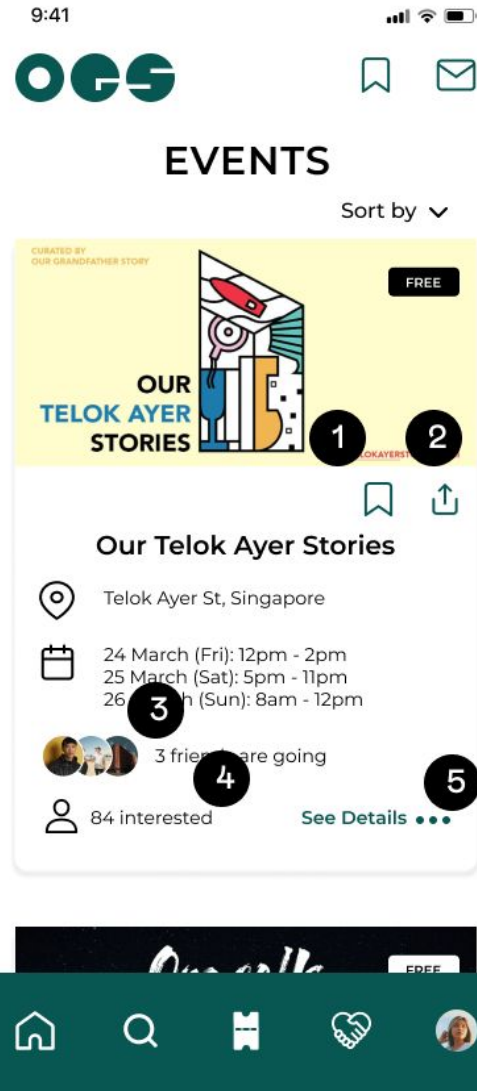 9:41
OGS
EVENTS
Sort by
CURATED BY
OUR GRANDFATHER STORY
FREE
OUR
TELOK AYER
STORIES
1
2
Our Telok Ayer Stories
Telok Ayer St, Singapore
24 March (Fri): 12pm - 2pm
25 March (Sat): 5pm - 11pm
26 h (Sun): 8am - 12pm
3
3 are going
4
5
84 interested
See Details
FREE